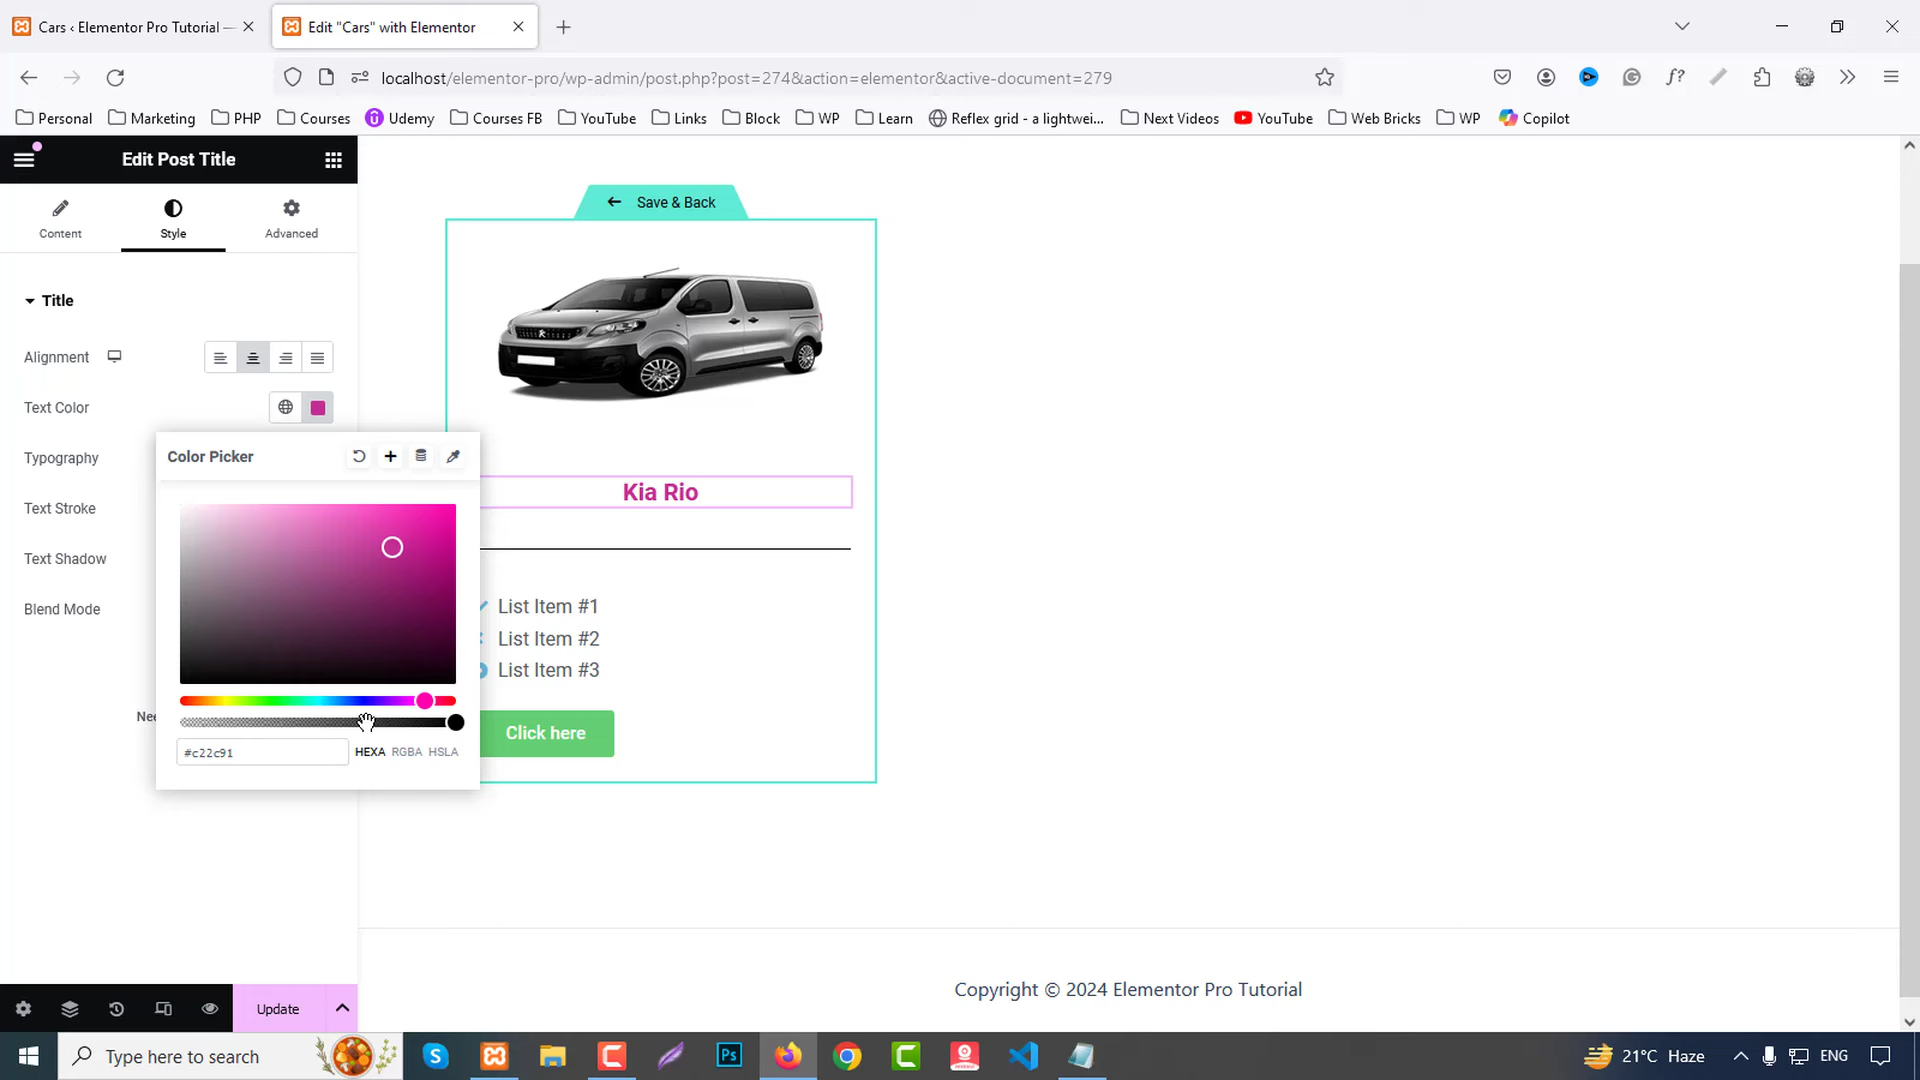 Cars ‹ Elementor Pro Tutorial —
Edit "Cars" with Elementor
localhost/elementor-pro/wp-admin/post.php?post=274&action=elementor&active-document=279
Personal
Marketing
PHP
Courses
Udemy
Courses FB
YouTube
Links
Block
WP
Learn
Reflex grid - a lightwei...
Next Videos
YouTube
Web Bricks
WP
Copilot
Edit Post Title
Content
Style
Advanced
Title
Alignment
Text Color
Typography
Text Stroke
Text Shadow
Blend Mode
Nee
Color Picker
#c22c91
HEXA
RGBA
HSLA
Update
Save & Back
Kia Rio
List Item #1
List Item #2
List Item #3
Click here
Copyright © 2024 Elementor Pro Tutorial
Type here to search
Ps
21°C Haze
ENG